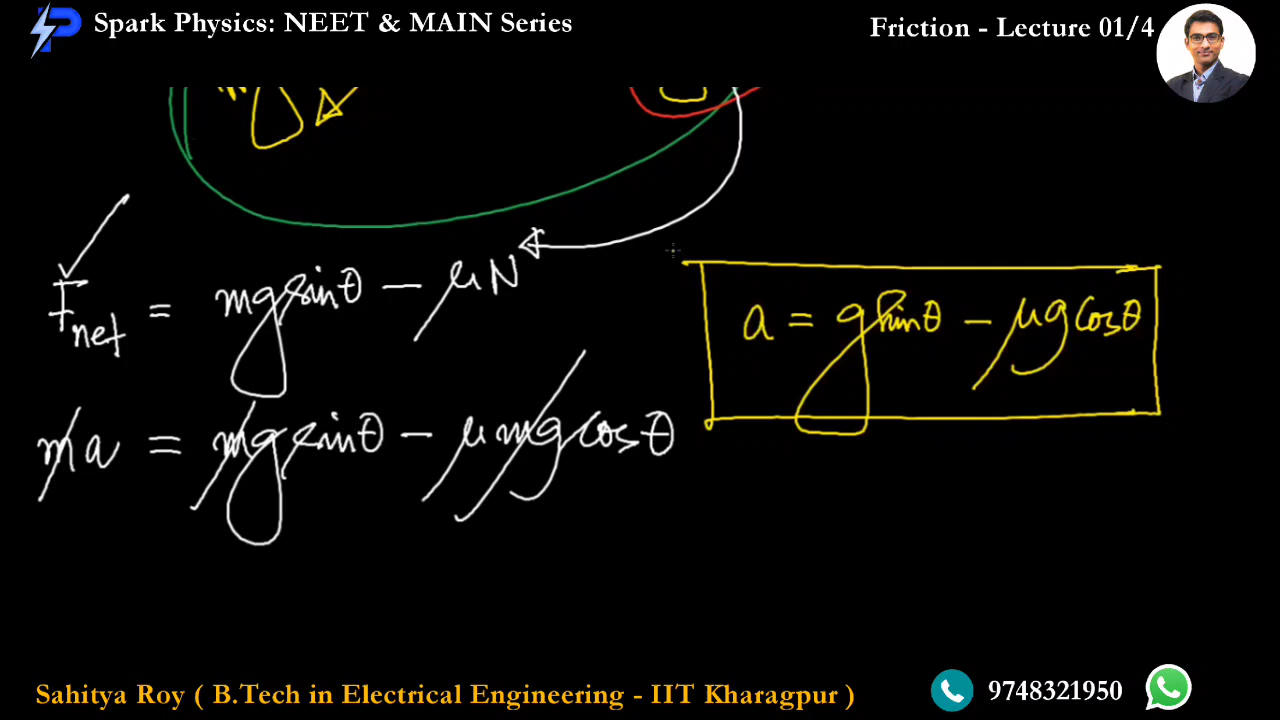 Spark Physics: NEET & MAIN Series
Friction - Lecture 01/4
Fnet = mg sinθ - μN
ma = mg sinθ - μmg cosθ
a = g sinθ - μg cosθ
Sahitya Roy ( B.Tech in Electrical Engineering - IIT Kharagpur )
9748321950